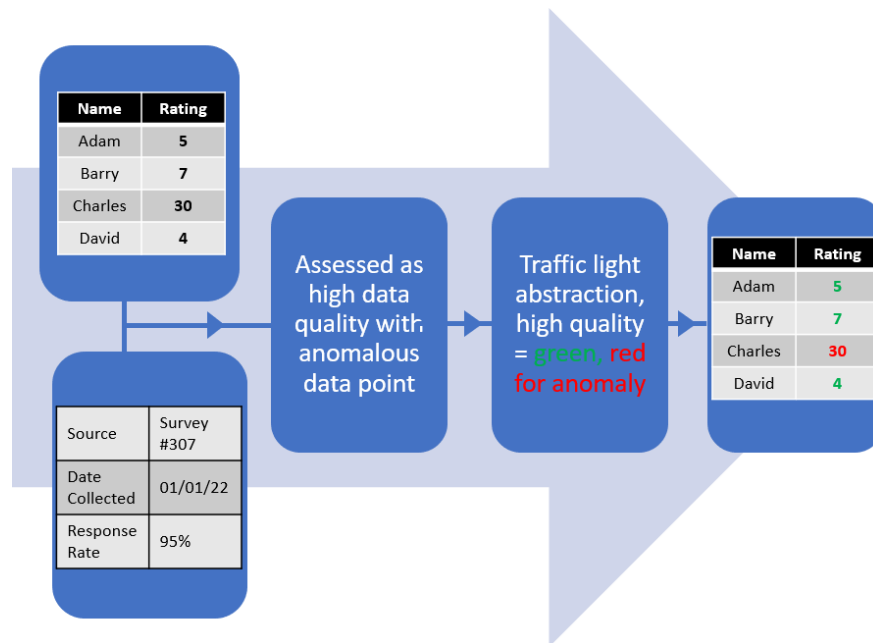 Name Rating
Adam 5
Barry 7
Charles 30
David 4
Source Survey
#307
Date
Collected 01/01/22
Response
Rate 95%
Assessed as
high data
quality with
anomalous
data point
Traffic light
abstraction,
high quality
= green, red
for anomaly
Name Rating
Adam 5
Barry 7
Charles 30
David 4